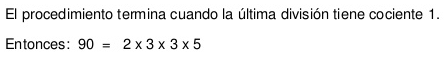 El procedimiento termina cuando la última división tiene cociente 1.
Entonces: 90 = 2 x 3 x 3 x 5